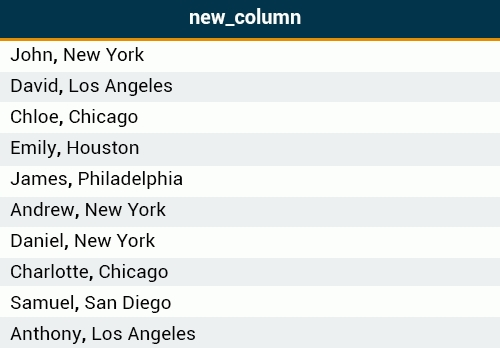 new_column
John, New York
David, Los Angeles
Chloe, Chicago
Emily, Houston
James, Philadelphia
Andrew, New York
Daniel, New York
Charlotte, Chicago
Samuel, San Diego
Anthony, Los Angeles